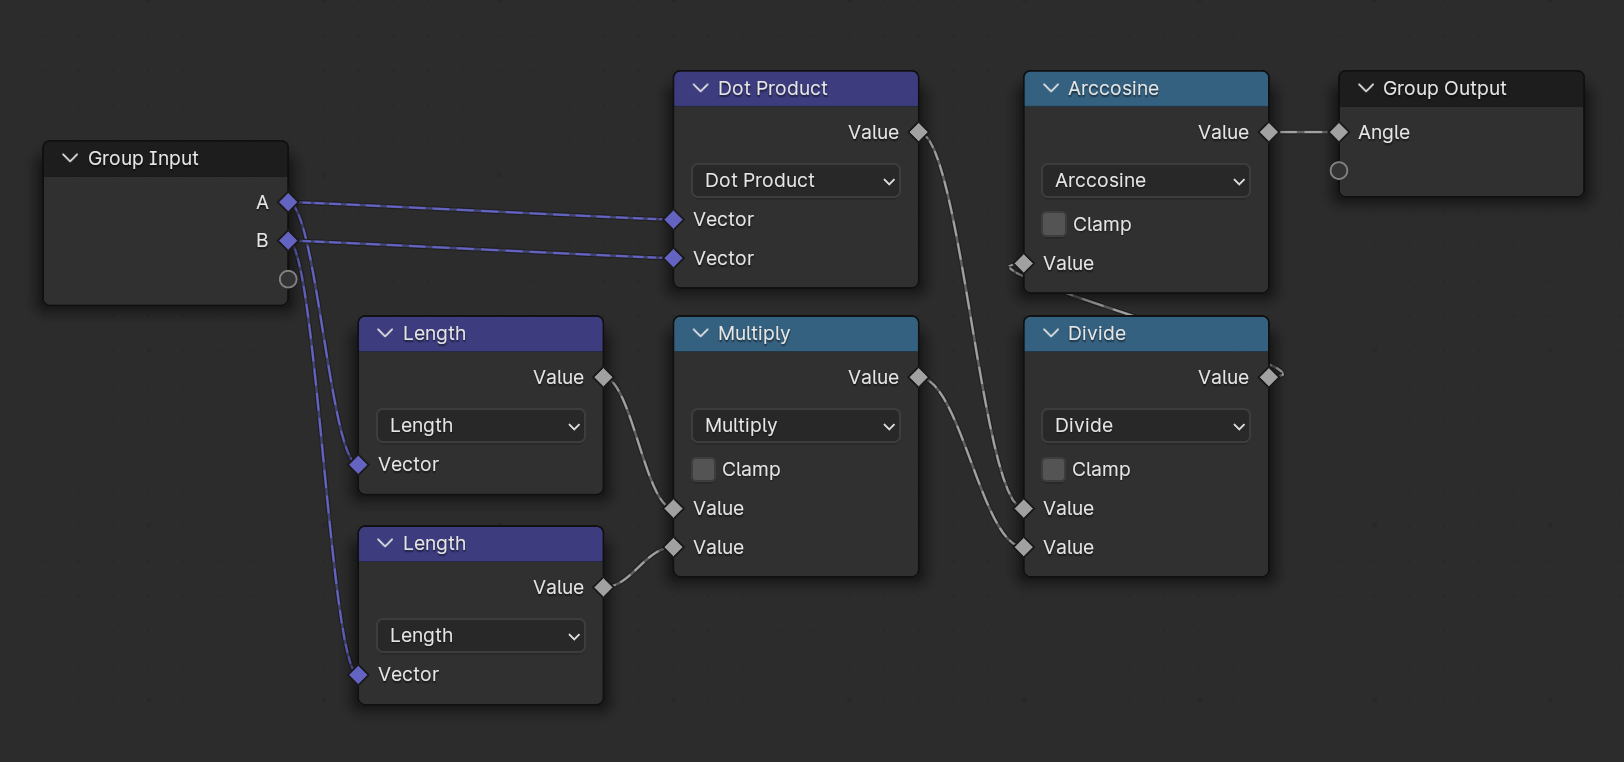 Group Input
A
B
Length
Value
Length
Vector
Length
Value
Length
Vector
Dot Product
Value
Dot Product
Vector
Vector
Multiply
Value
Multiply
Clamp
Value
Value
Arccosine
Value
Arccosine
Clamp
Value
Divide
Value
Divide
Clamp
Value
Value
Group Output
Angle